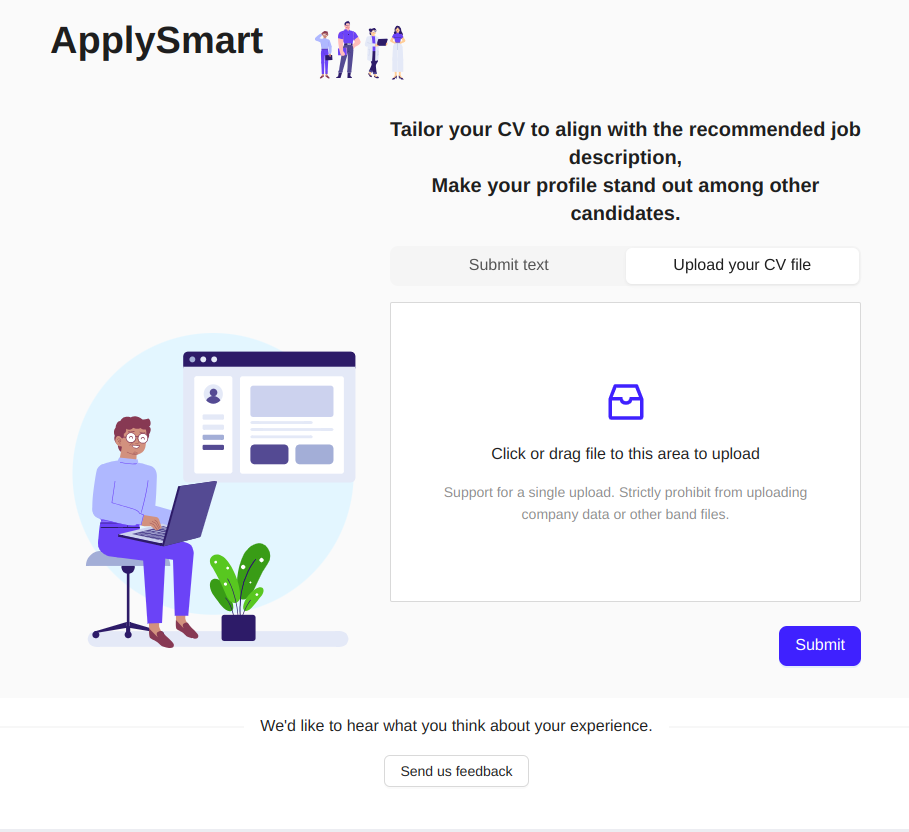 ApplySmart
Tailor your CV to align with the recommended job
description,
Make your profile stand out among other
candidates.
Submit text
Upload your CV file
Click or drag file to this area to upload
Support for a single upload. Strictly prohibit from uploading
company data or other band files.
Submit
We'd like to hear what you think about your experience.
Send us feedback